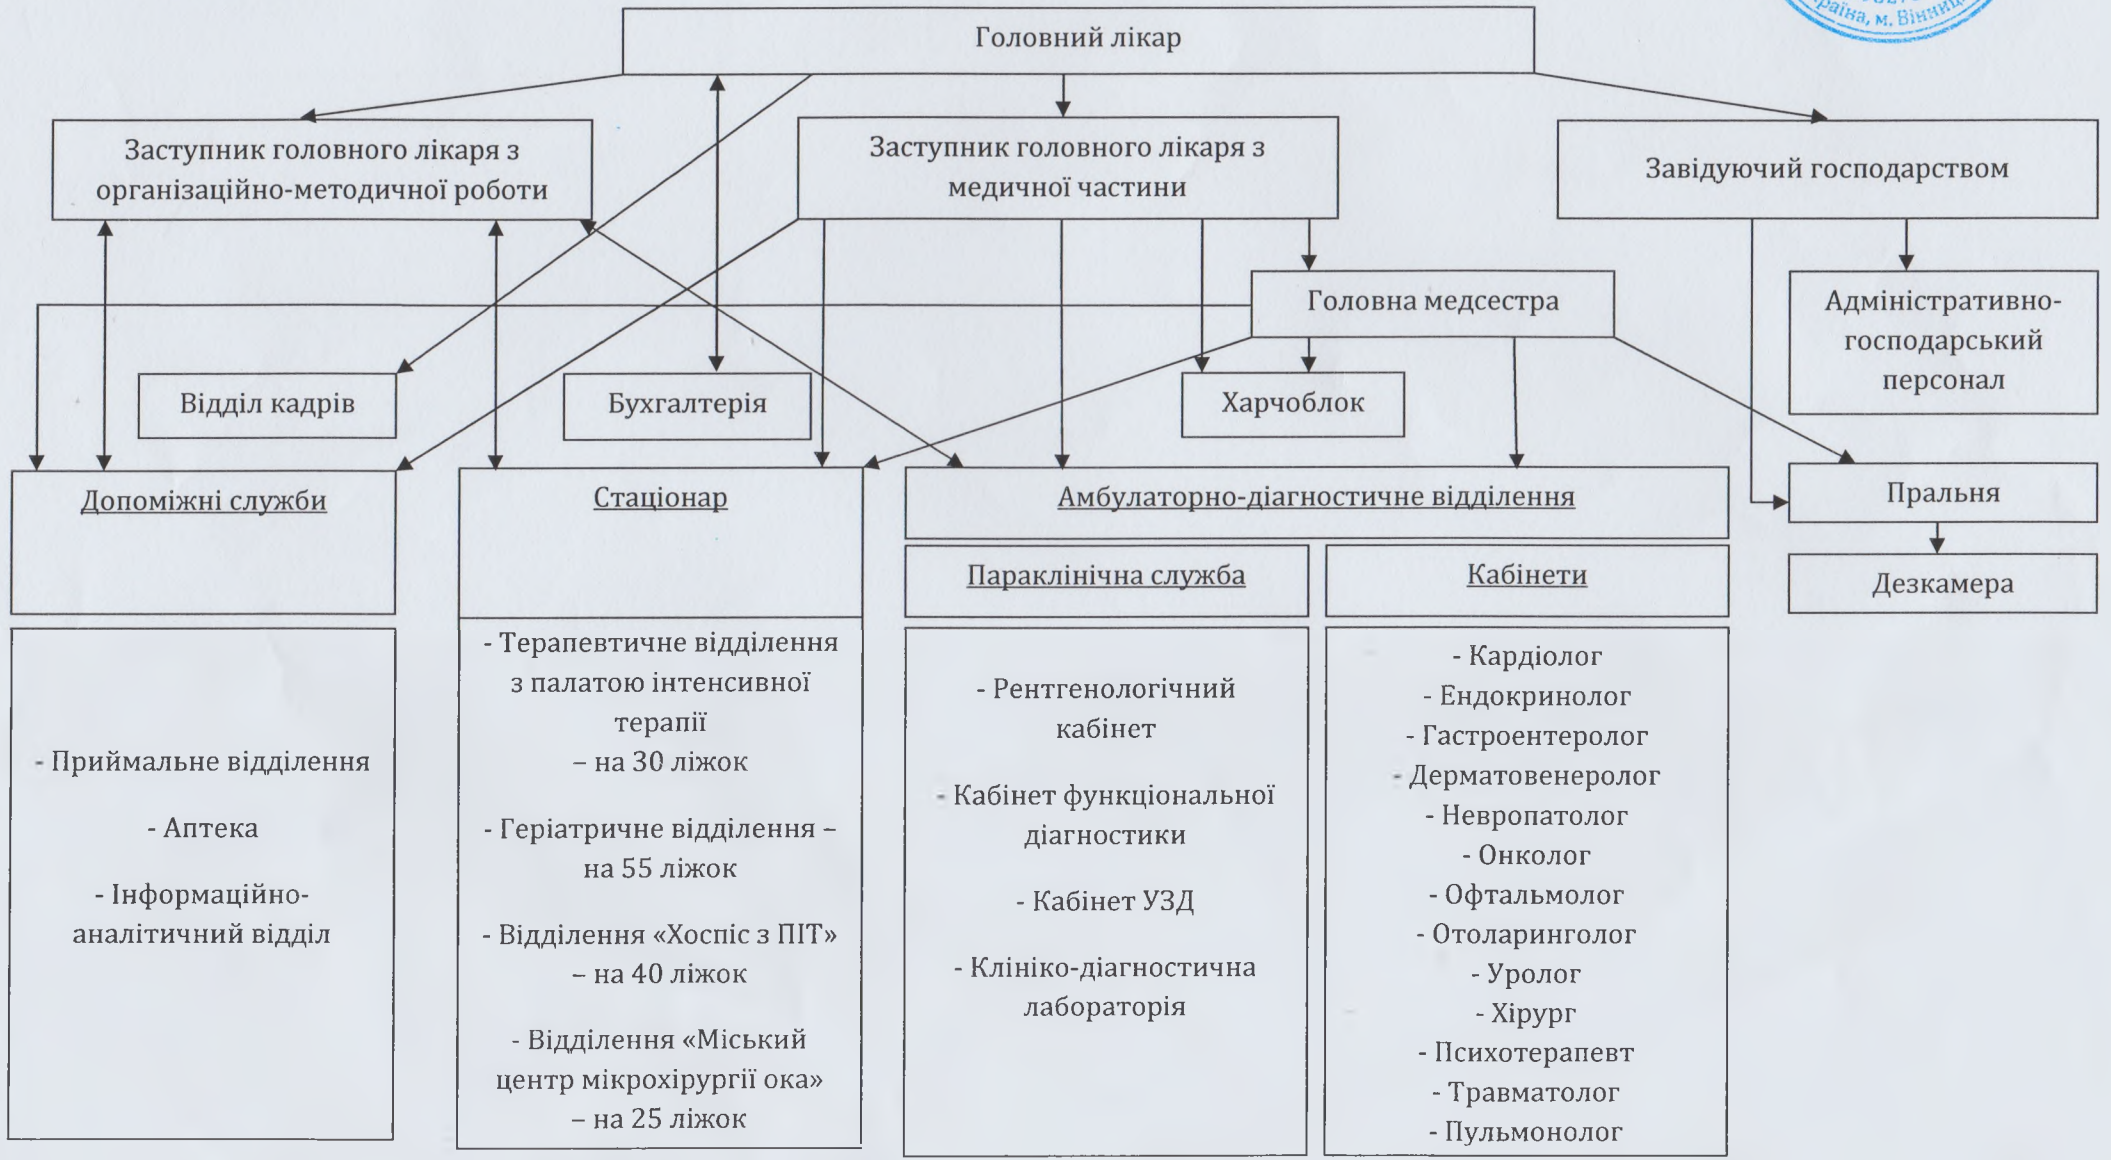 раїна, м. Вінниц
Головний лікар
Заступник головного лікаря з
організаційно-методичної роботи
Заступник головного лікаря з
медичної частини
Завідуючий господарством
Головна медсестра
Адміністративно-
господарський
персонал
Відділ кадрів
Бухгалтерія
Харчоблок
Допоміжні служби
Стаціонар
Амбулаторно-діагностичне відділення
Пральня
Параклінічна служба
Кабінети
Дезкамера
- Приймальне відділення
- Аптека
- Інформаційно-
аналітичний відділ
- Терапевтичне відділення
з палатою інтенсивної
терапії
– на 30 ліжок
- Геріатричне відділення –
на 55 ліжок
- Відділення «Хоспіс з ПІТ»
– на 40 ліжок
- Відділення «Міський
центр мікрохірургії ока»
– на 25 ліжок
- Рентгенологічний
кабінет
- Кабінет функціональної
діагностики
- Кабінет УЗД
- Клініко-діагностична
лабораторія
- Кардіолог
- Ендокринолог
- Гастроентеролог
- Дерматовенеролог
- Невропатолог
- Онколог
- Офтальмолог
- Отоларинголог
- Уролог
- Хірург
- Психотерапевт
- Травматолог
- Пульмонолог